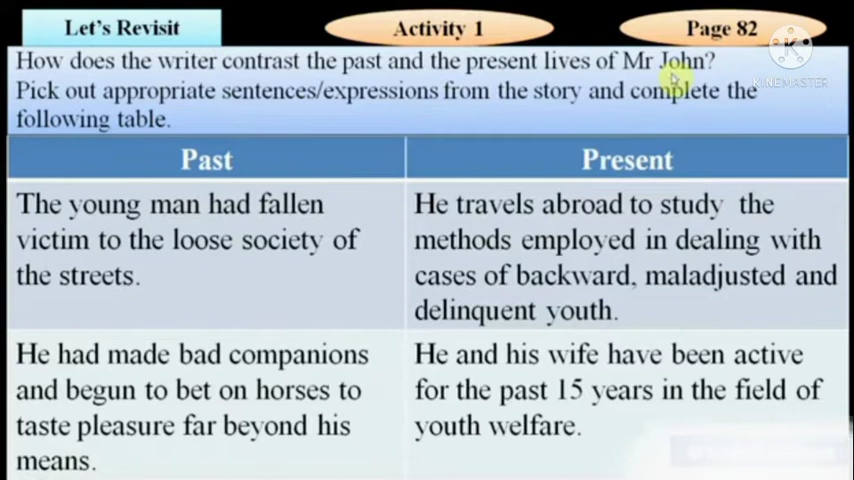 Let's Revisit
Activity 1
Page 82
K
KINEMASTER
How does the writer contrast the past and the present lives of Mr John?
Pick out appropriate sentences/expressions from the story and complete the
following table.
Past
Present
The young man had fallen
victim to the loose society of
the streets.
He travels abroad to study the
methods employed in dealing with
cases of backward, maladjusted and
delinquent youth.
He had made bad companions
and begun to bet on horses to
taste pleasure far beyond his
means.
He and his wife have been active
for the past 15 years in the field of
youth welfare.